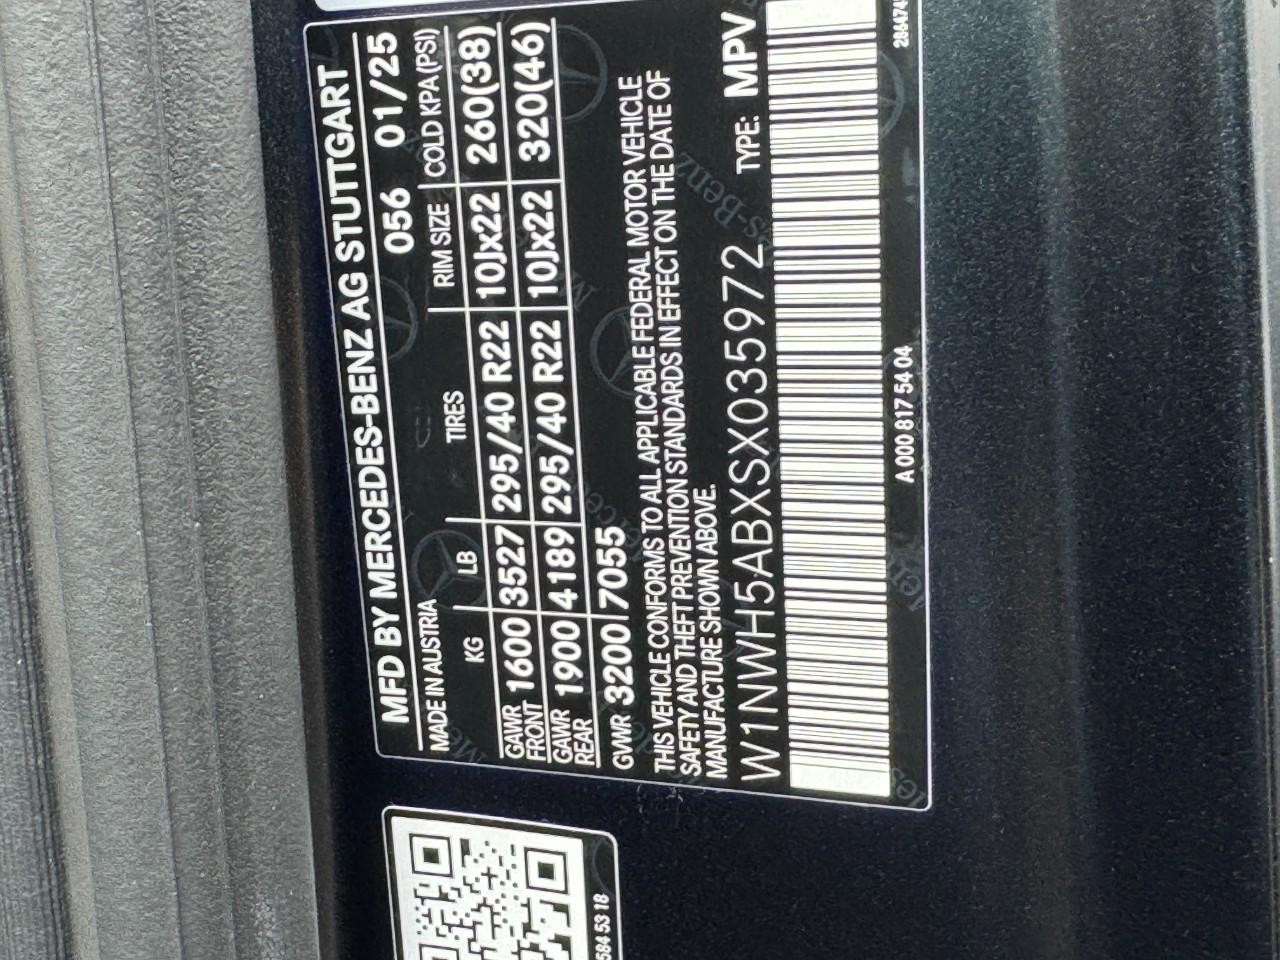 MFD BY MERCEDES-BENZ AG STUTTGART
MADE IN AUSTRIA 056 01/25
KG LB TIRES RIM SIZE COLD KPA (PSI)
GAWR FRONT 1600 3527 295/40 R22 10Jx22 260(38)
GAWR REAR 1900 4189 295/40 R22 10Jx22 320(46)
GVWR 3200 7055
THIS VEHICLE CONFORMS TO ALL APPLICABLE FEDERAL MOTOR VEHICLE
SAFETY AND THEFT PREVENTION STANDARDS IN EFFECT ON THE DATE OF
MANUFACTURE SHOWN ABOVE.
W1NWH5ABXSX035972 TYPE: MPV
A 000 817 54 04
584 53 18